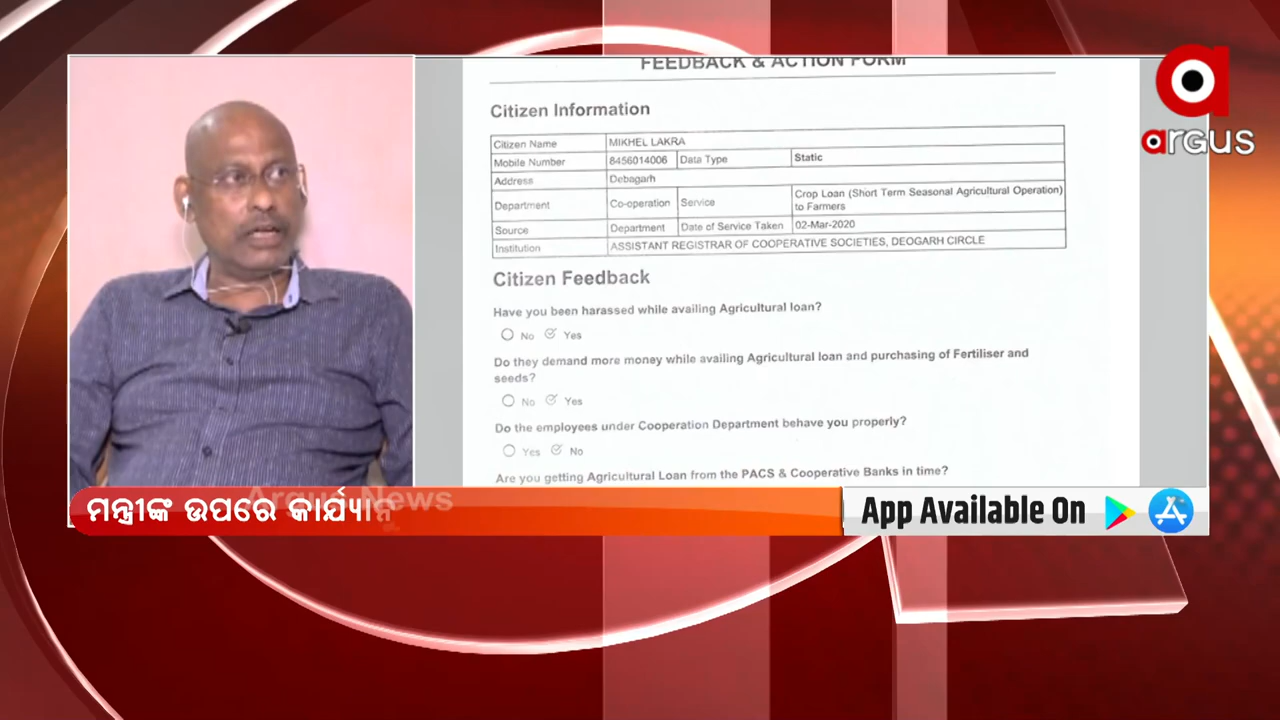 FEEDBACK & ACTION FORM
Citizen Information
Citizen Name MIKHEL LAKRA
Mobile Number 8456014006 Data Type Static
Address Debagarh
Department Co-operation Service Crop Loan (Short Term Seasonal Agricultural Operation) to Farmers
Source Department Date of Service Taken 02-Mar-2020
Institution ASSISTANT REGISTRAR OF COOPERATIVE SOCIETIES, DEOGARH CIRCLE
Citizen Feedback
Have you been harassed while availing Agricultural loan?
No Yes
Do they demand more money while availing Agricultural loan and purchasing of Fertiliser and
seeds?
No Yes
Do the employees under Cooperation Department behave you properly?
Yes No
Are you getting Agricultural Loan from the PACS & Cooperative Banks in time?
argus
Argus News
ମନ୍ତ୍ରୀଙ୍କ ଉପରେ
App Available On